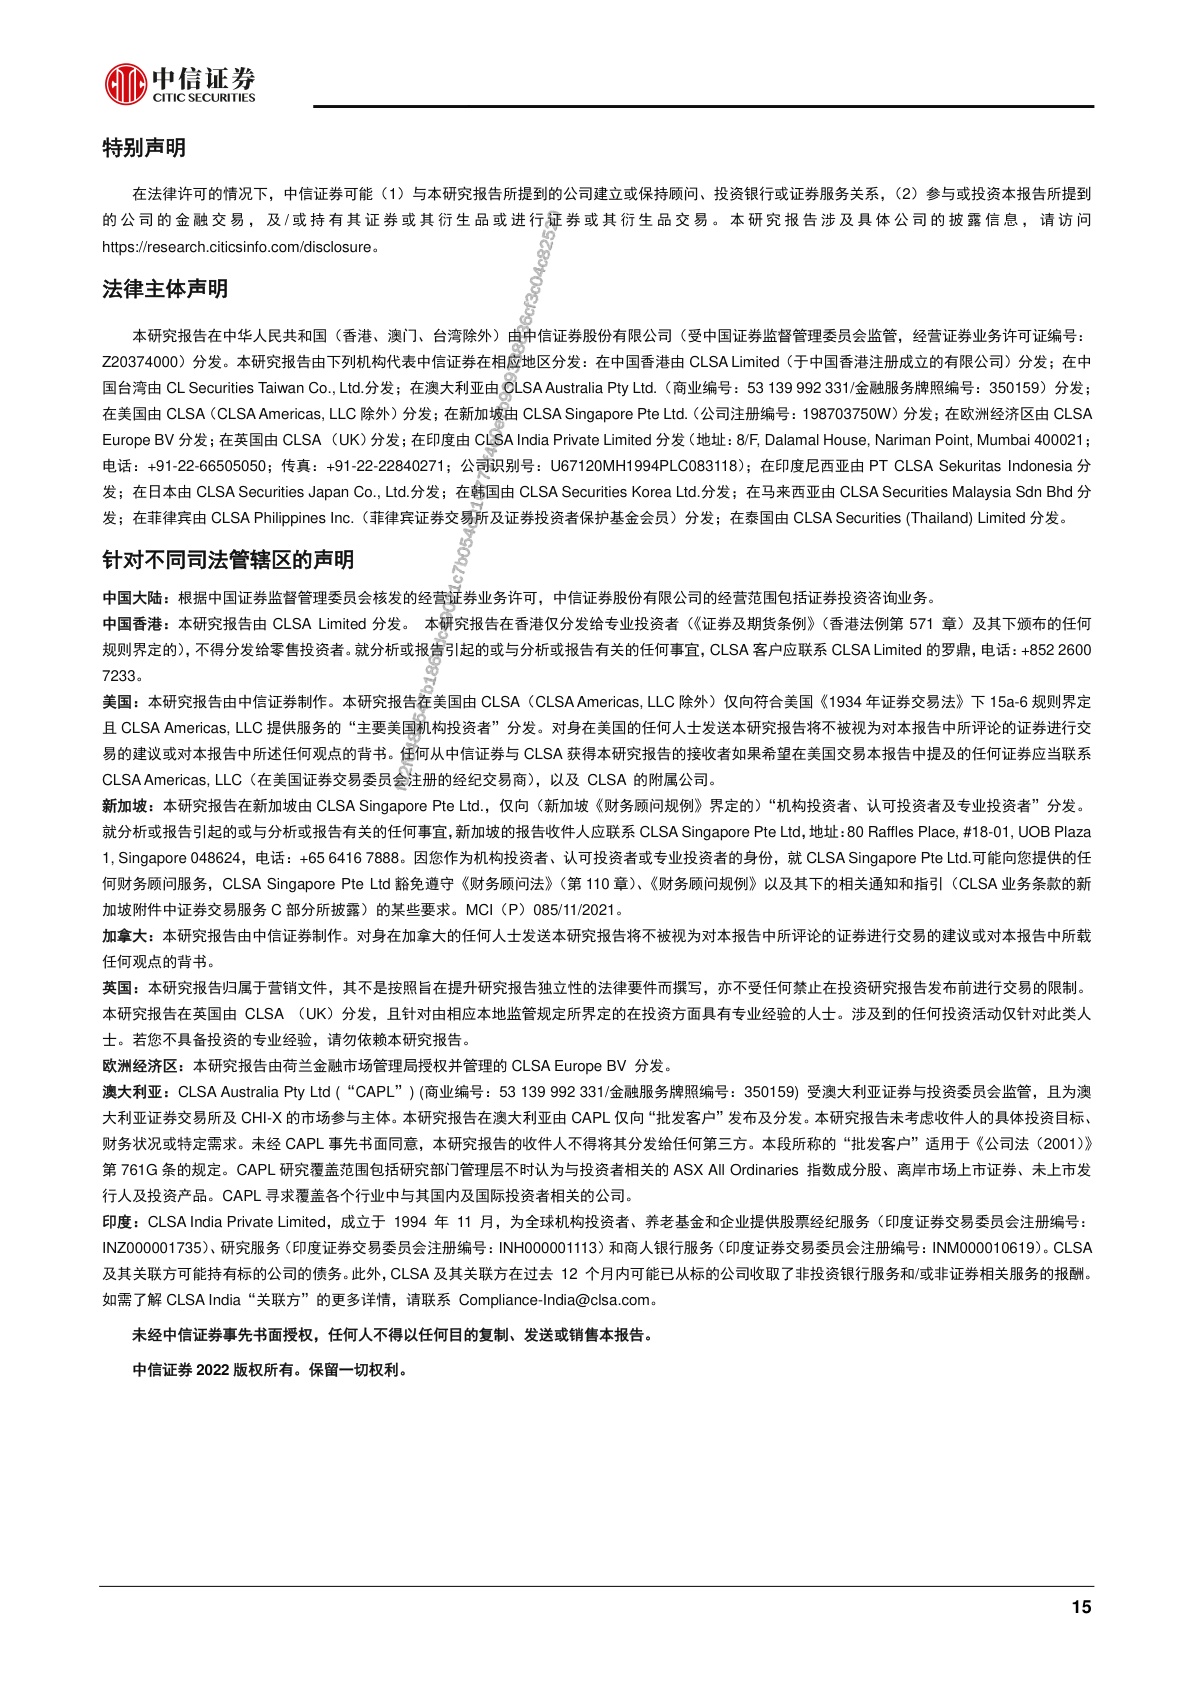 中信证券
CITIC SECURITIES
特别声明
在法律许可的情况下，中信证券可能（1）与本研究报告所提到的公司建立或保持顾问、投资银行或证券服务关系，（2）参与或投资本报告所提到
的公司的金融交易，及/或持有其证券或其衍生品或进行证券或其衍生品交易。本研究报告涉及具体公司的披露信息，请访问
https://research.citicsinfo.com/disclosure。
法律主体声明
本研究报告在中华人民共和国（香港、澳门、台湾除外）由中信证券股份有限公司（受中国证券监督管理委员会监管，经营证券业务许可证编号：
Z20374000）分发。本研究报告由下列机构代表中信证券在相应地区分发：在中国香港由 CLSA Limited（于中国香港注册成立的有限公司）分发；在中
国台湾由 CL Securities Taiwan Co., Ltd.分发；在澳大利亚由 CLSA Australia Pty Ltd.（商业编号：53 139 992 331/金融服务牌照编号：350159）分发；
在美国由 CLSA（CLSA Americas, LLC 除外）分发；在新加坡由 CLSA Singapore Pte Ltd.（公司注册编号：198703750W）分发；在欧洲经济区由 CLSA
Europe BV 分发；在英国由 CLSA （UK）分发；在印度由 CLSA India Private Limited 分发（地址：8/F, Dalamal House, Nariman Point, Mumbai 400021；
电话：+91-22-66505050；传真：+91-22-22840271；公司识别号：U67120MH1994PLC083118）；在印度尼西亚由 PT CLSA Sekuritas Indonesia 分
发；在日本由 CLSA Securities Japan Co., Ltd.分发；在韩国由 CLSA Securities Korea Ltd.分发；在马来西亚由 CLSA Securities Malaysia Sdn Bhd 分
发；在菲律宾由 CLSA Philippines Inc.（菲律宾证券交易所及证券投资者保护基金会员）分发；在泰国由 CLSA Securities (Thailand) Limited 分发。
针对不同司法管辖区的声明
中国大陆：根据中国证券监督管理委员会核发的经营证券业务许可，中信证券股份有限公司的经营范围包括证券投资咨询业务。
中国香港：本研究报告由 CLSA Limited 分发。 本研究报告在香港仅分发给专业投资者（《证券及期货条例》（香港法例第 571 章）及其下颁布的任何
规则界定的），不得分发给零售投资者。就分析或报告引起的或与分析或报告有关的任何事宜，CLSA 客户应联系 CLSA Limited 的罗鼎，电话：+852 2600
7233。
美国：本研究报告由中信证券制作。本研究报告在美国由 CLSA（CLSA Americas, LLC 除外）仅向符合美国《1934 年证券交易法》下 15a-6 规则界定
且 CLSA Americas, LLC 提供服务的“主要美国机构投资者”分发。对身在美国的任何人士发送本研究报告将不被视为对本报告中所评论的证券进行交
易的建议或对本报告中所述任何观点的背书。任何从中信证券与 CLSA 获得本研究报告的接收者如果希望在美国交易本报告中提及的任何证券应当联系
CLSA Americas, LLC（在美国证券交易委员会注册的经纪交易商），以及 CLSA 的附属公司。
新加坡：本研究报告在新加坡由 CLSA Singapore Pte Ltd.，仅向（新加坡《财务顾问规例》界定的）“机构投资者、认可投资者及专业投资者”分发。
就分析或报告引起的或与分析或报告有关的任何事宜，新加坡的报告收件人应联系 CLSA Singapore Pte Ltd，地址：80 Raffles Place, #18-01, UOB Plaza
1, Singapore 048624，电话：+65 6416 7888。因您作为机构投资者、认可投资者或专业投资者的身份，就 CLSA Singapore Pte Ltd.可能向您提供的任
何财务顾问服务，CLSA Singapore Pte Ltd 豁免遵守《财务顾问法》（第 110 章）、《财务顾问规例》以及其下的相关通知和指引（CLSA 业务条款的新
加坡附件中证券交易服务 C 部分所披露）的某些要求。MCI（P）085/11/2021。
加拿大：本研究报告由中信证券制作。对身在加拿大的任何人士发送本研究报告将不被视为对本报告中所评论的证券进行交易的建议或对本报告中所载
任何观点的背书。
英国：本研究报告归属于营销文件，其不是按照旨在提升研究报告独立性的法律要件而撰写，亦不受任何禁止在投资研究报告发布前进行交易的限制。
本研究报告在英国由 CLSA （UK）分发，且针对由相应本地监管规定所界定的在投资方面具有专业经验的人士。涉及到的任何投资活动仅针对此类人
士。若您不具备投资的专业经验，请勿依赖本研究报告。
欧洲经济区：本研究报告由荷兰金融市场管理局授权并管理的 CLSA Europe BV 分发。
澳大利亚：CLSA Australia Pty Ltd (“CAPL”) (商业编号：53 139 992 331/金融服务牌照编号：350159) 受澳大利亚证券与投资委员会监管，且为澳
大利亚证券交易所及 CHI-X 的市场参与主体。本研究报告在澳大利亚由 CAPL 仅向“批发客户”发布及分发。本研究报告未考虑收件人的具体投资目标、
财务状况或特定需求。未经 CAPL 事先书面同意，本研究报告的收件人不得将其分发给任何第三方。本段所称的“批发客户”适用于《公司法（2001）》
第 761G 条的规定。CAPL 研究覆盖范围包括研究部门管理层不时认为与投资者相关的 ASX All Ordinaries 指数成分股、离岸市场上市证券、未上市发
行人及投资产品。CAPL 寻求覆盖各个行业中与其国内及国际投资者相关的公司。
印度：CLSA India Private Limited，成立于 1994 年 11 月，为全球机构投资者、养老基金和企业提供股票经纪服务（印度证券交易委员会注册编号：
INZ000001735）、研究服务（印度证券交易委员会注册编号：INH000001113）和商人银行服务（印度证券交易委员会注册编号：INM000010619）。CLSA
及其关联方可能持有标的公司的债务。此外，CLSA 及其关联方在过去 12 个月内可能已从标的公司收取了非投资银行服务和/或非证券相关服务的报酬。
如需了解 CLSA India“关联方”的更多详情，请联系 Compliance-India@clsa.com。
未经中信证券事先书面授权，任何人不得以任何目的复制、发送或销售本报告。
中信证券 2022 版权所有。保留一切权利。
15